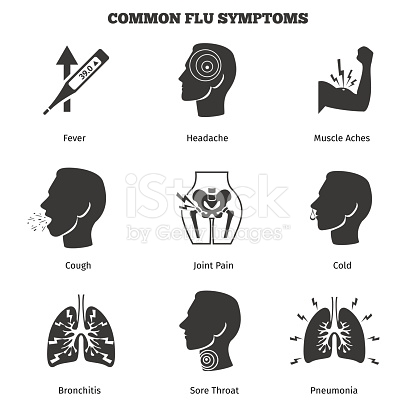 COMMON FLU SYMPTOMS
39.0
Fever
Headache
Muscle Aches
Cough
Joint Pain
Cold
iStock
by Getty Images™
Bronchitis
Sore Throat
Pneumonia